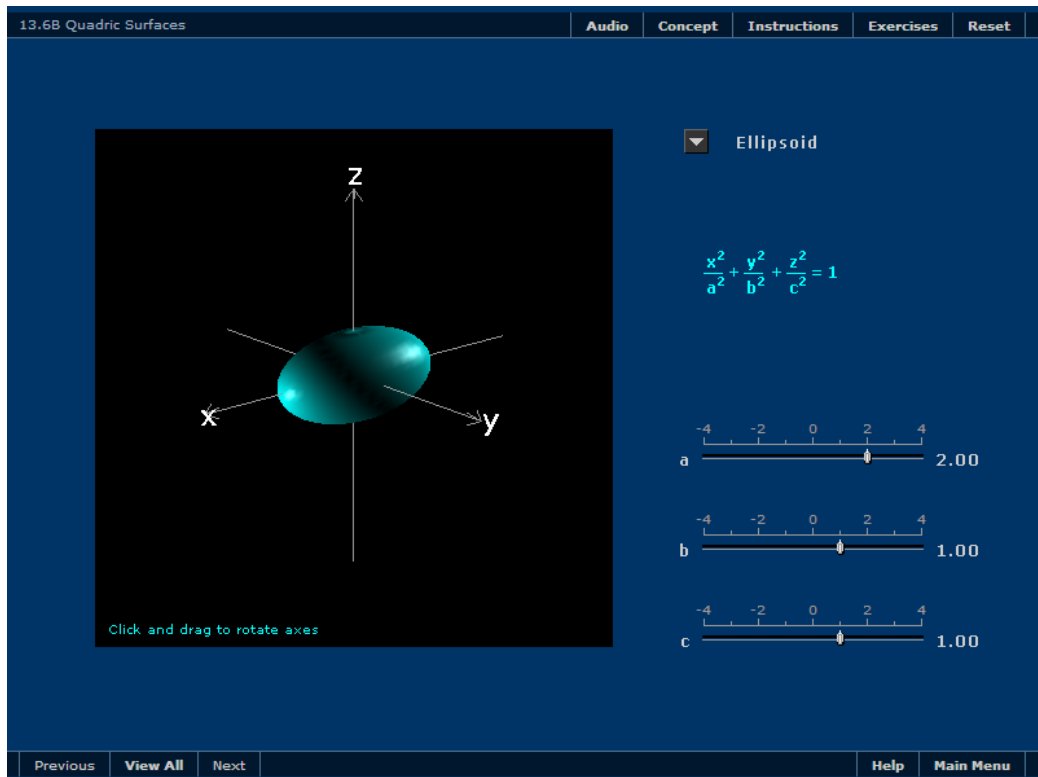 13.6B Quadric Surfaces Audio Concept Instructions Exercises Reset
Ellipsoid
z
x²/a² + y²/b² + z²/c² = 1
x
y
-4 -2 0 2 4
a 2.00
-4 -2 0 2 4
b 1.00
-4 -2 0 2 4
c 1.00
Click and drag to rotate axes
Previous View All Next Help Main Menu